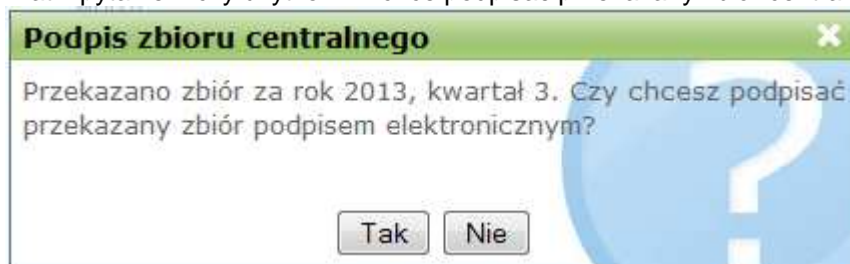 Podpis zbioru centralnego
Przekazano zbiór za rok 2013, kwartał 3. Czy chcesz podpisać
przekazany zbiór podpisem elektronicznym?
Tak Nie